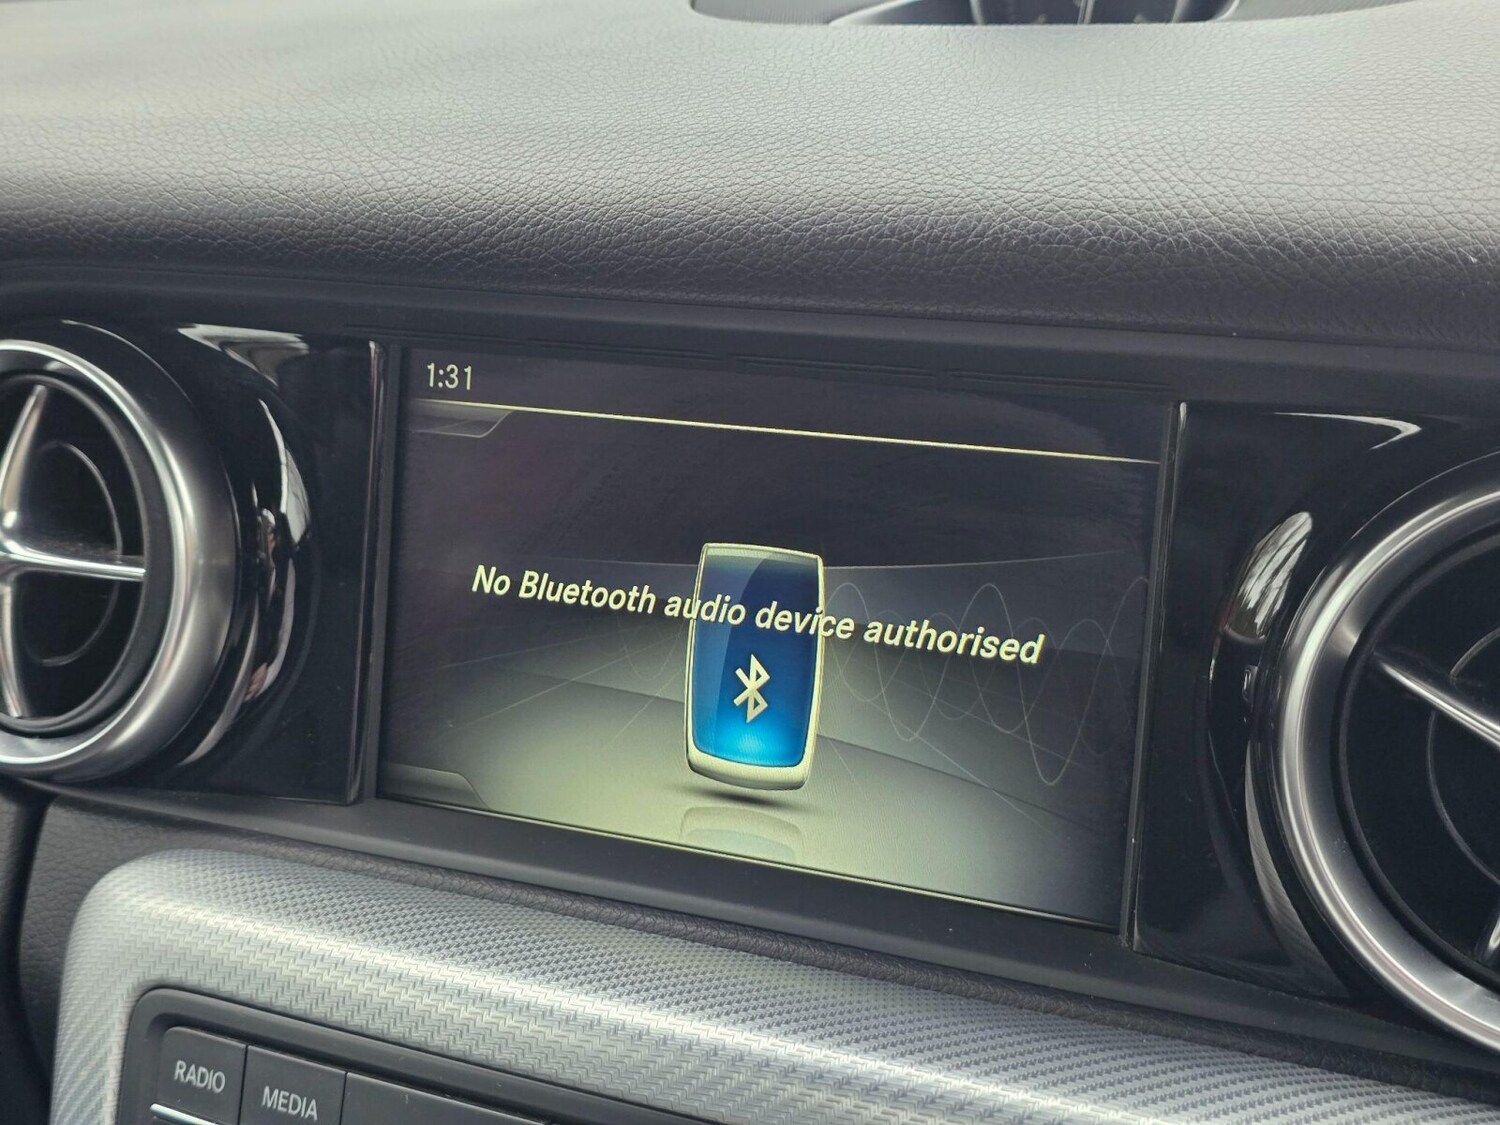 1:31
No Bluetooth audio device authorised
RADIO
MEDIA